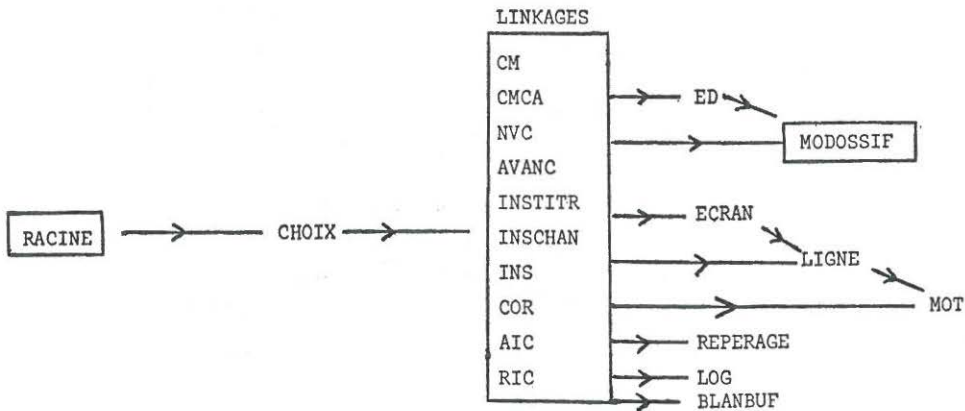 LINKAGES
CM
CMCA
ED
NVC
MODOSSIF
AVANC
INSTITR
ECRAN
RACINE
CHOIX
INSCHAN
LIGNE
INS
COR
MOT
AIC
REPERAGE
RIC
LOG
BLANBUF